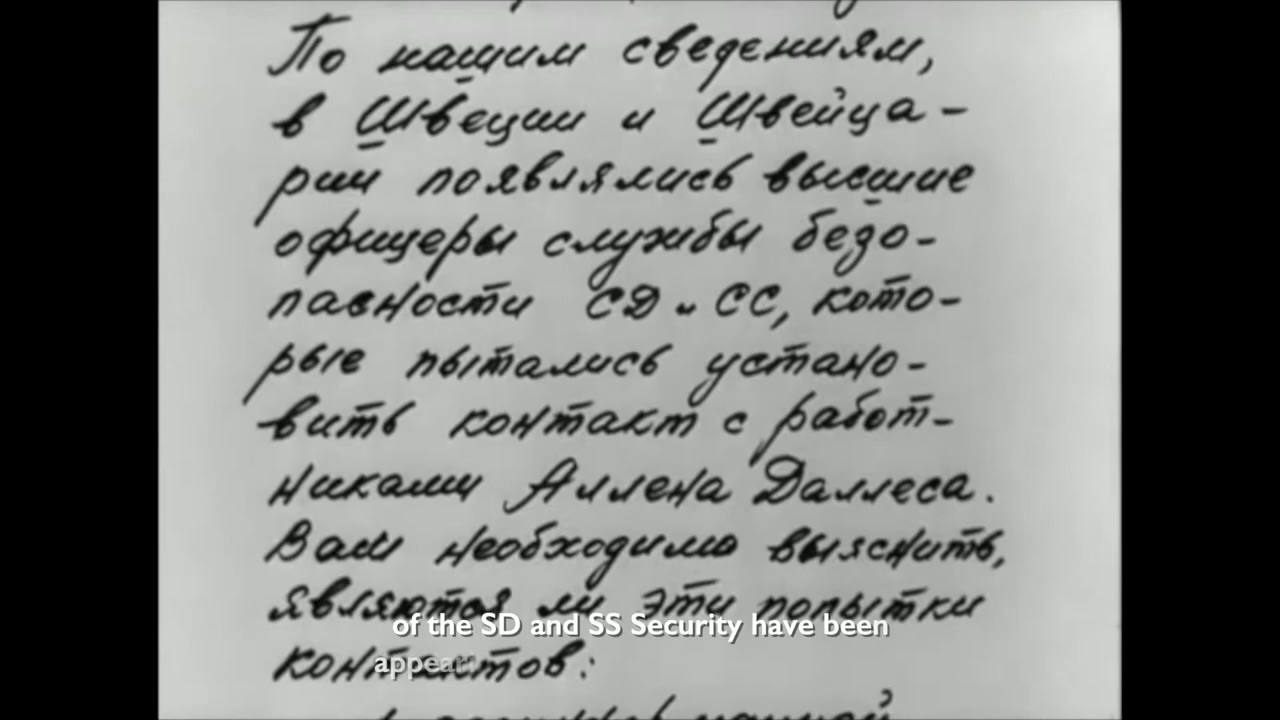 По нашим сведениям,
в Швеции и Швейца-
рии появлялись высшие
офицеры службы безо-
пасности СД и СС, кото-
рые пытались устано-
вить контакт с работ-
никами Аллена Даллеса.
Вам необходимо выяснить,
являются ли эти попытки
of the SD and SS Security have been
контактов:
appear